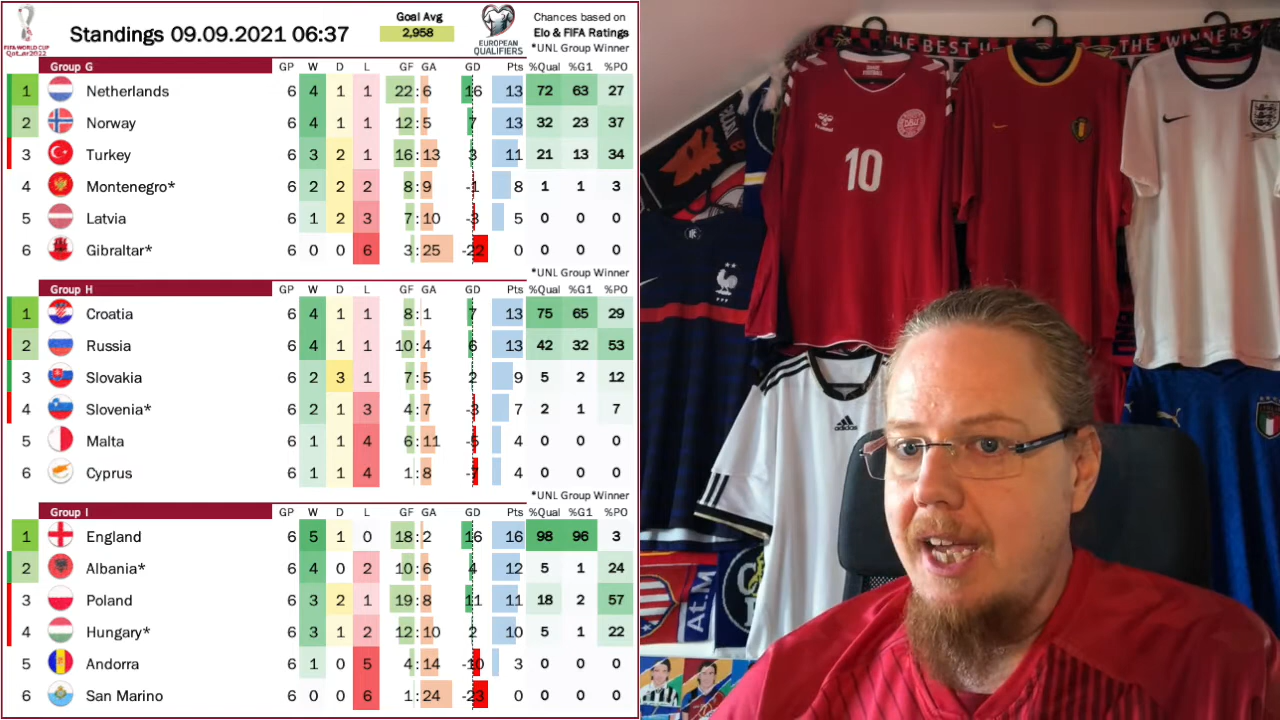 FIFA WORLD CUP
Qatar2022
Standings 09.09.2021 06:37
Goal Avg
2,958
EUROPEAN
QUALIFIERS
Chances based on
Elo & FIFA Ratings
*UNL Group Winner
Group G GP W D L GF GA GD Pts %Qual %G1 %PO
1 Netherlands 6 4 1 1 22 : 6 16 13 72 63 27
2 Norway 6 4 1 1 12 : 5 7 13 32 23 37
3 Turkey 6 3 2 1 16 : 13 3 11 21 13 34
4 Montenegro* 6 2 2 2 8 : 9 -1 8 1 1 3
5 Latvia 6 1 2 3 7 : 10 -3 5 0 0 0
6 Gibraltar* 6 0 0 6 3 : 25 -22 0 0 0 0
*UNL Group Winner
Group H GP W D L GF GA GD Pts %Qual %G1 %PO
1 Croatia 6 4 1 1 8 : 1 7 13 75 65 29
2 Russia 6 4 1 1 10 : 4 6 13 42 32 53
3 Slovakia 6 2 3 1 7 : 5 2 9 5 2 12
4 Slovenia* 6 2 1 3 4 : 7 -3 7 2 1 7
5 Malta 6 1 1 4 6 : 11 -5 4 0 0 0
6 Cyprus 6 1 1 4 1 : 8 -7 4 0 0 0
*UNL Group Winner
Group I GP W D L GF GA GD Pts %Qual %G1 %PO
1 England 6 5 1 0 18 : 2 16 16 98 96 3
2 Albania* 6 4 0 2 10 : 6 4 12 5 1 24
3 Poland 6 3 2 1 19 : 8 11 11 18 2 57
4 Hungary* 6 3 1 2 12 : 10 2 10 5 1 22
5 Andorra 6 1 0 5 4 : 14 -10 3 0 0 0
6 San Marino 6 0 0 6 1 : 24 -23 0 0 0 0
THE BEST
THE WINNERS
hummel
DBU
10
adidas
At.M